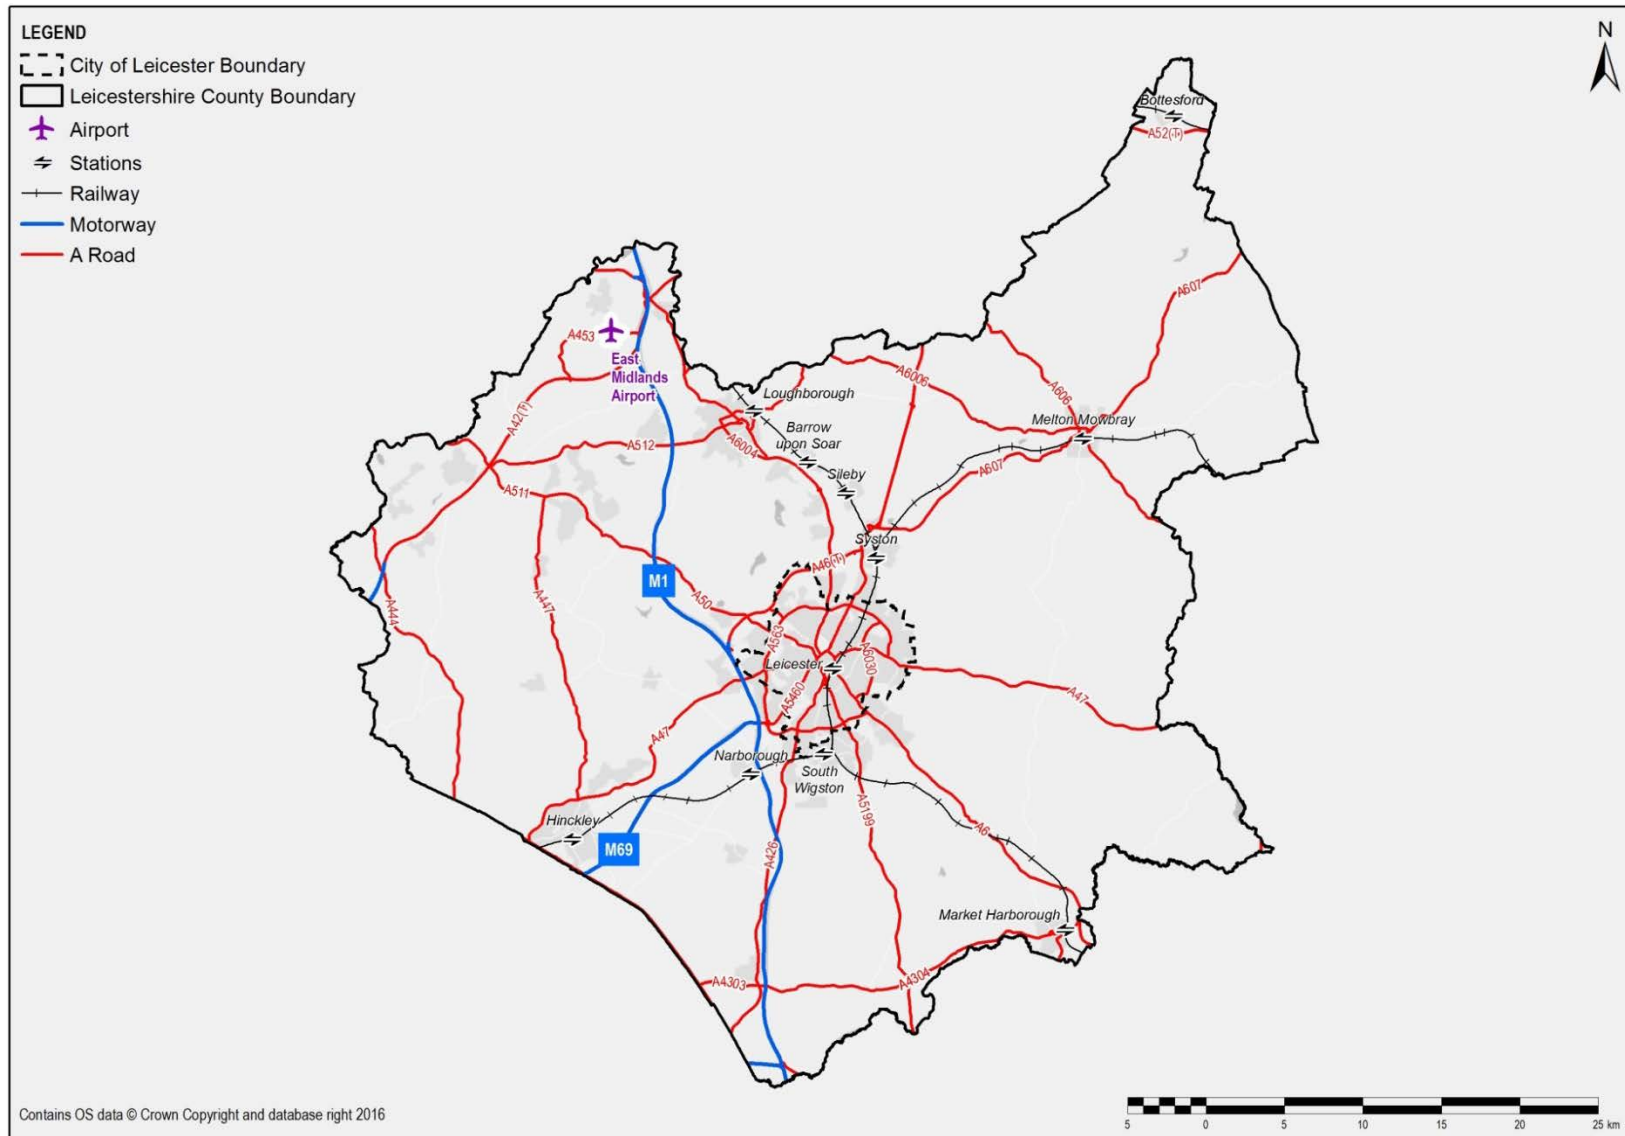 LEGEND
City of Leicester Boundary
Leicestershire County Boundary
Airport
Stations
Railway
Motorway
A Road
N
Bottesford
A52(T)
A607
A453
East
Midlands
Airport
A6006
A606
Loughborough
Melton Mowbray
A42(T)
Barrow
upon Soar
A512
A6004
Sileby
A607
A511
Syston
A46(T)
M1
A50
A444
A447
A563
A6030
Leicester
A47
A5460
A47
Narborough
South
Wigston
A5199
Hinckley
A6
M69
A426
Market Harborough
A4303
A4304
Contains OS data © Crown Copyright and database right 2016
5 0 5 10 15 20 25 km